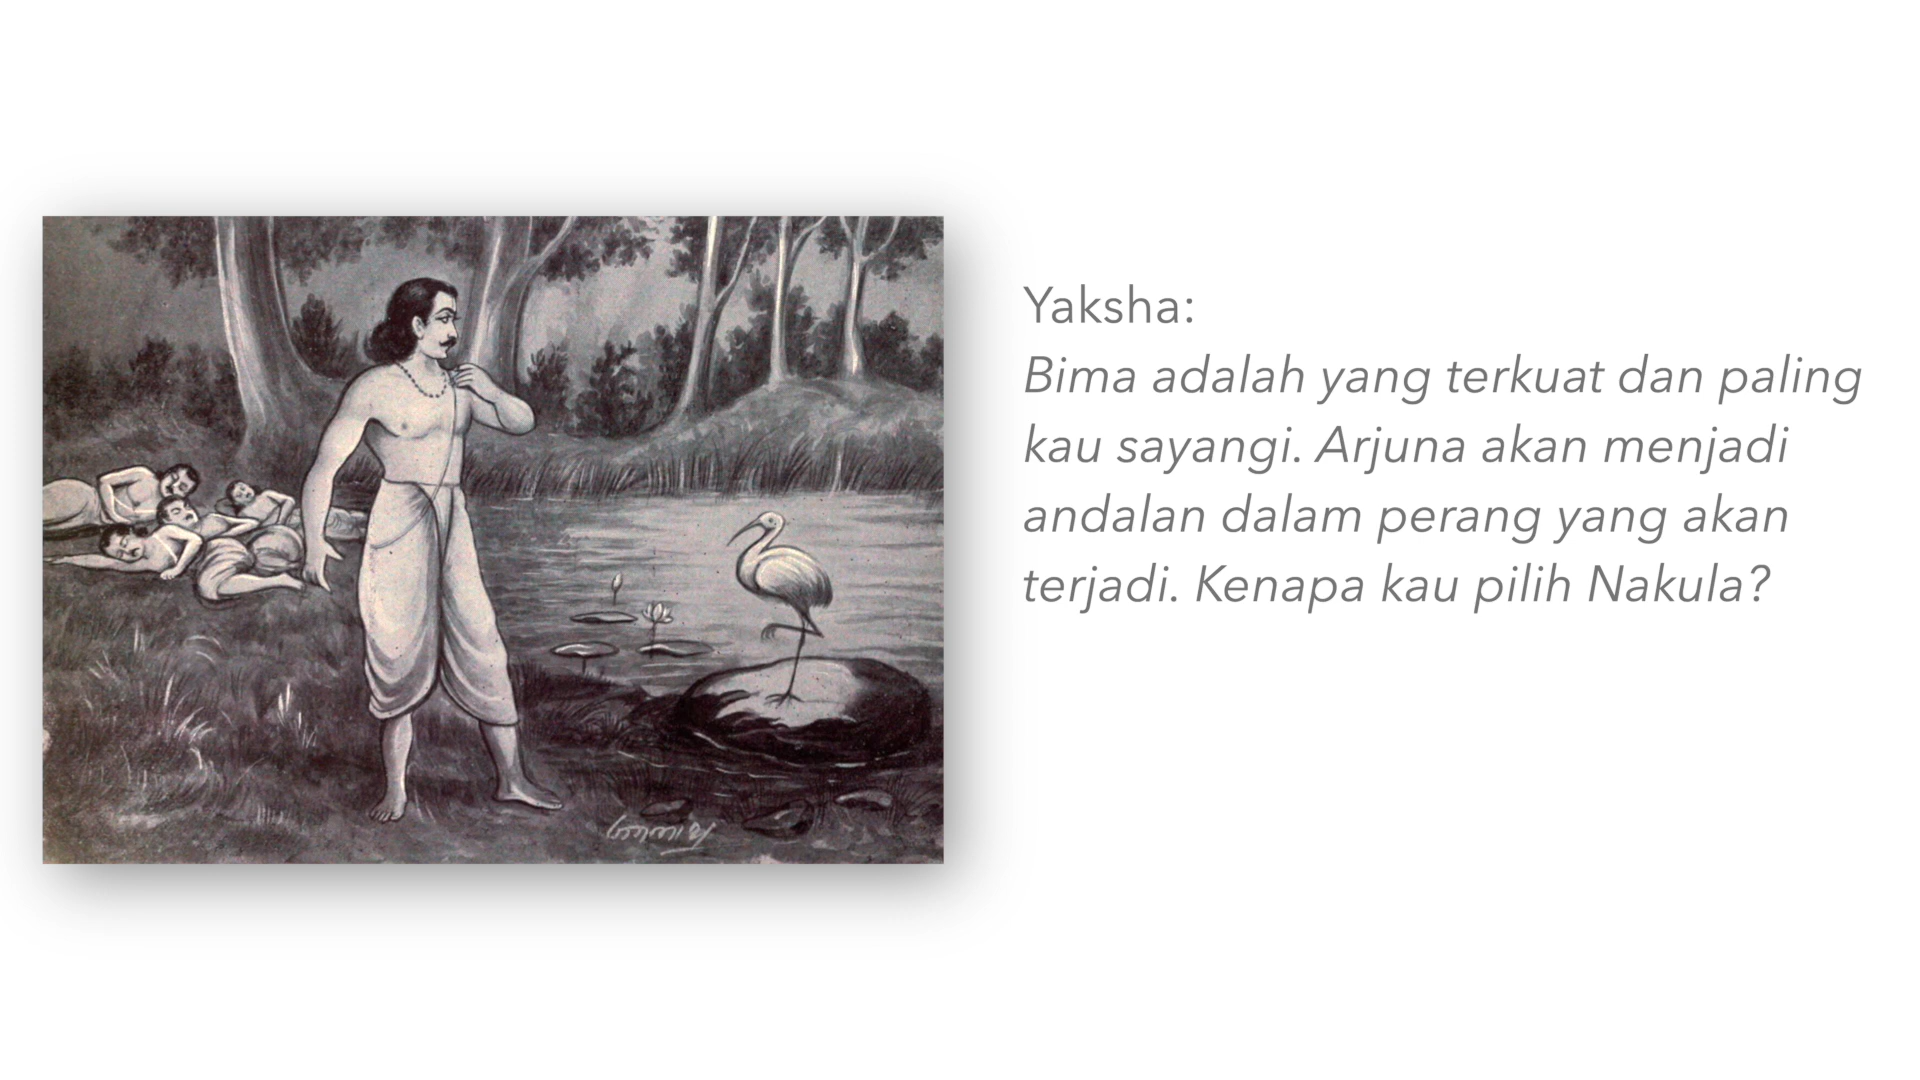 Yaksha:
Bima adalah yang terkuat dan paling
kau sayangi. Arjuna akan menjadi
andalan dalam perang yang akan
terjadi. Kenapa kau pilih Nakula?